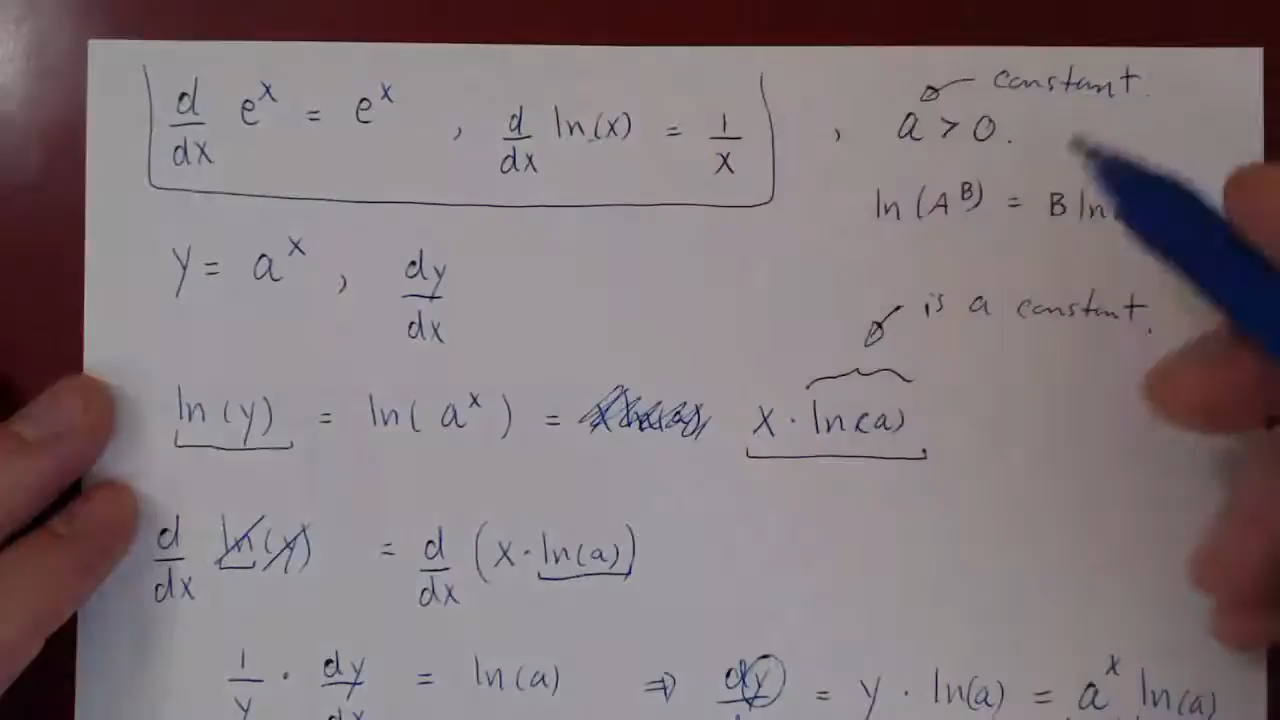 d/dx e^x = e^x , d/dx ln(x) = 1/x , a > 0.
constant.
ln(A^B) = B ln
y = a^x , dy/dx
is a constant.
ln(y) = ln(a^x) = x · ln(a)
d/dx ln(y) = d/dx (x · ln(a))
1/y · dy/dx = ln(a) ⇒ dy = y · ln(a) = a^x ln(a)